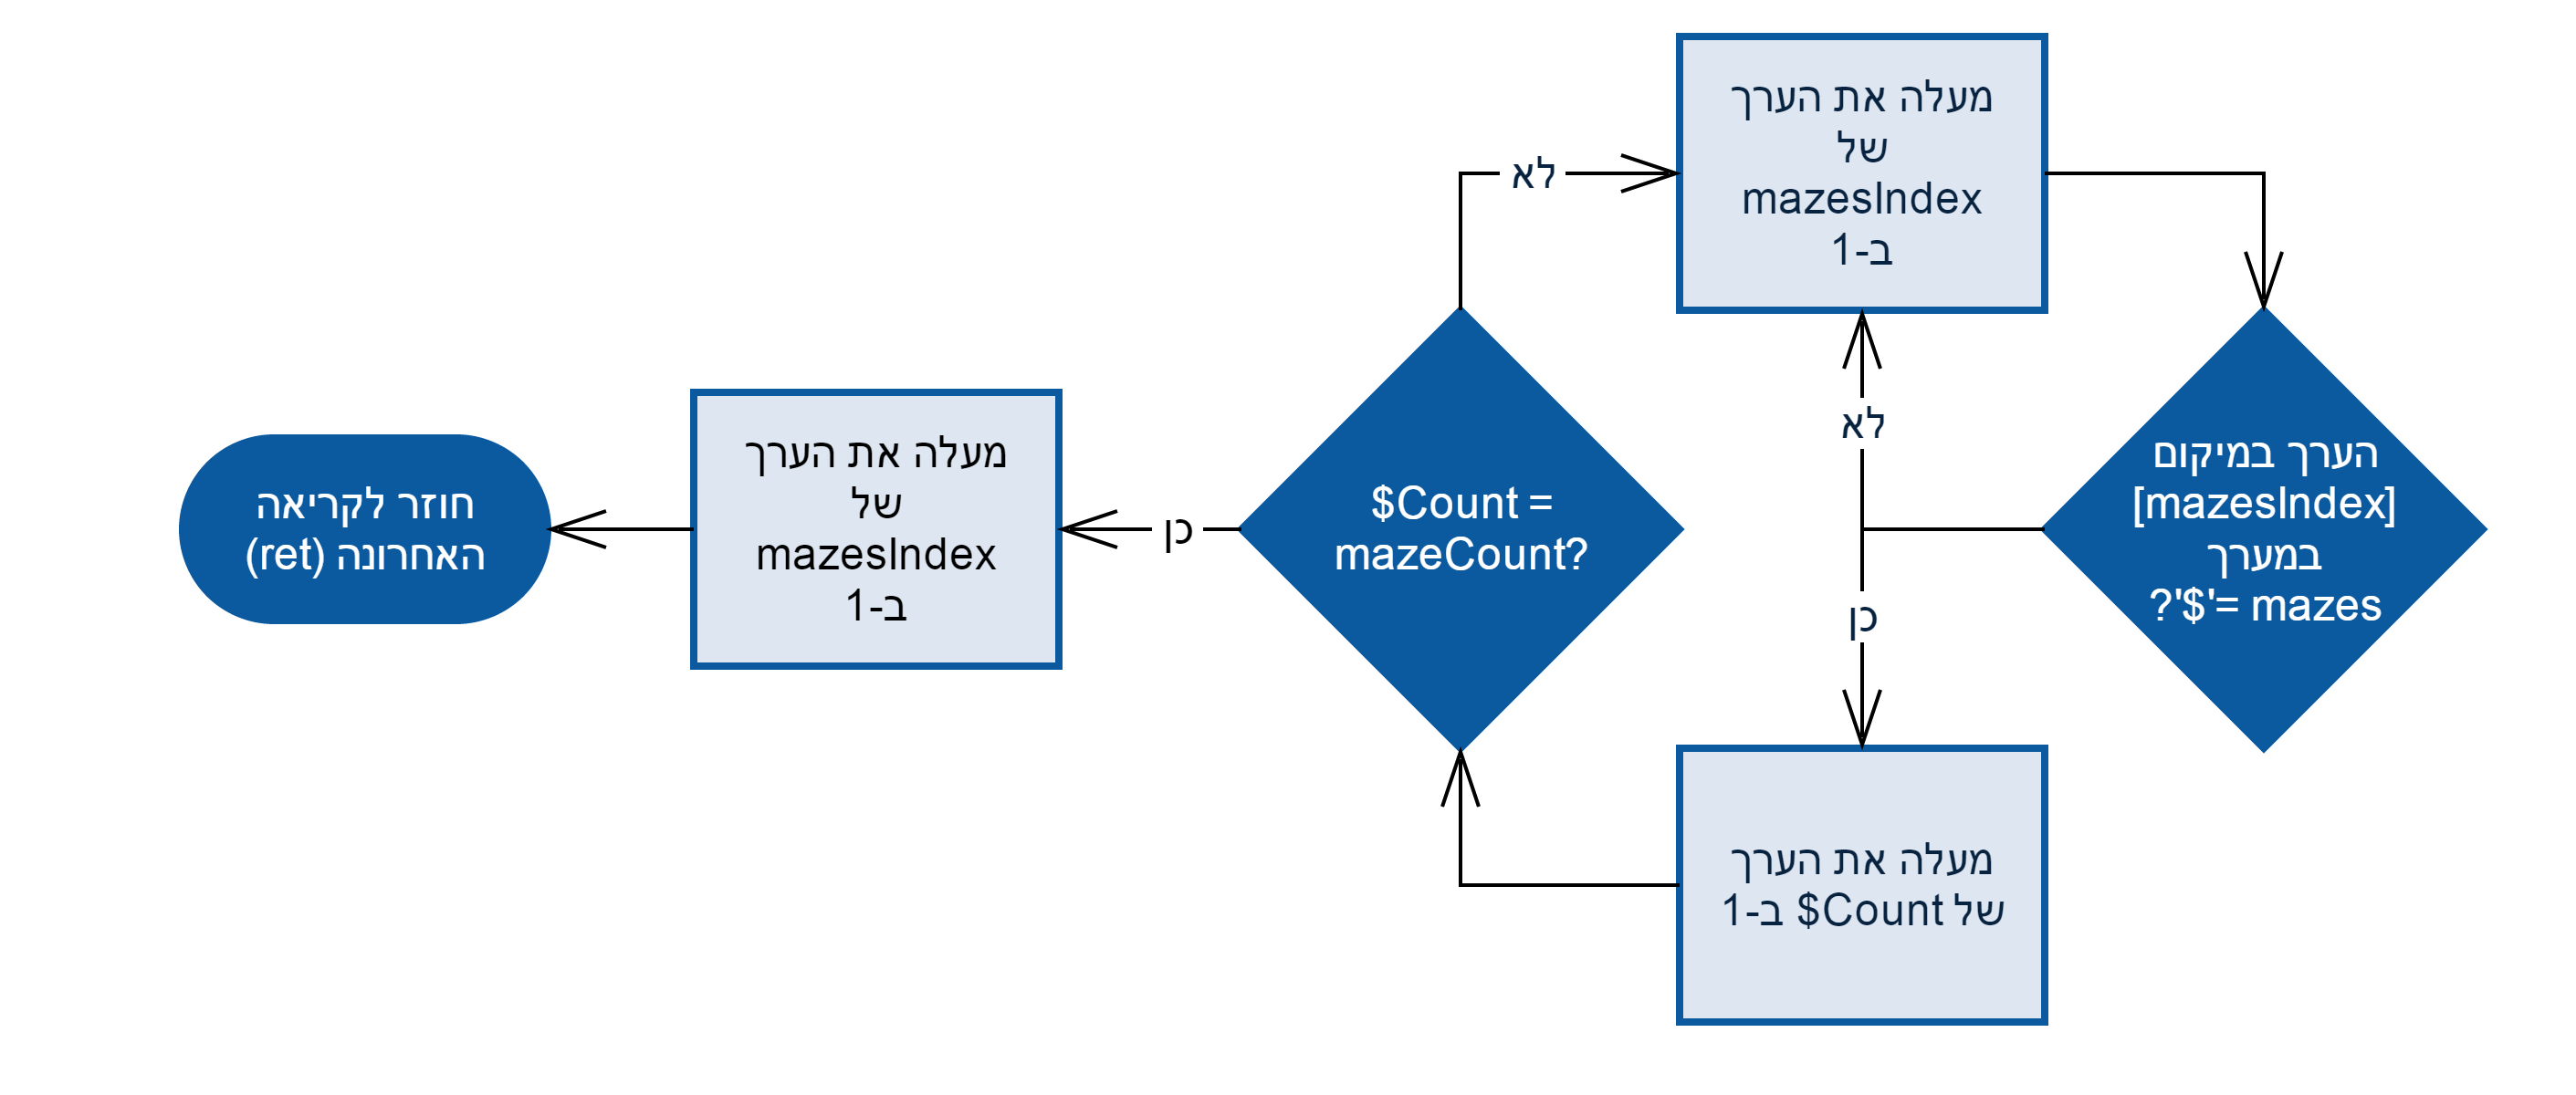 מעלה את הערך
של
mazesIndex
ב-1
לא
הערך במיקום
[mazesIndex]
במערך
mazes ='$'?
לא
כן
$Count =
mazeCount?
כן
מעלה את הערך
של
mazesIndex
ב-1
חוזר לקריאה
האחרונה (ret)
מעלה את הערך
של $Count ב-1